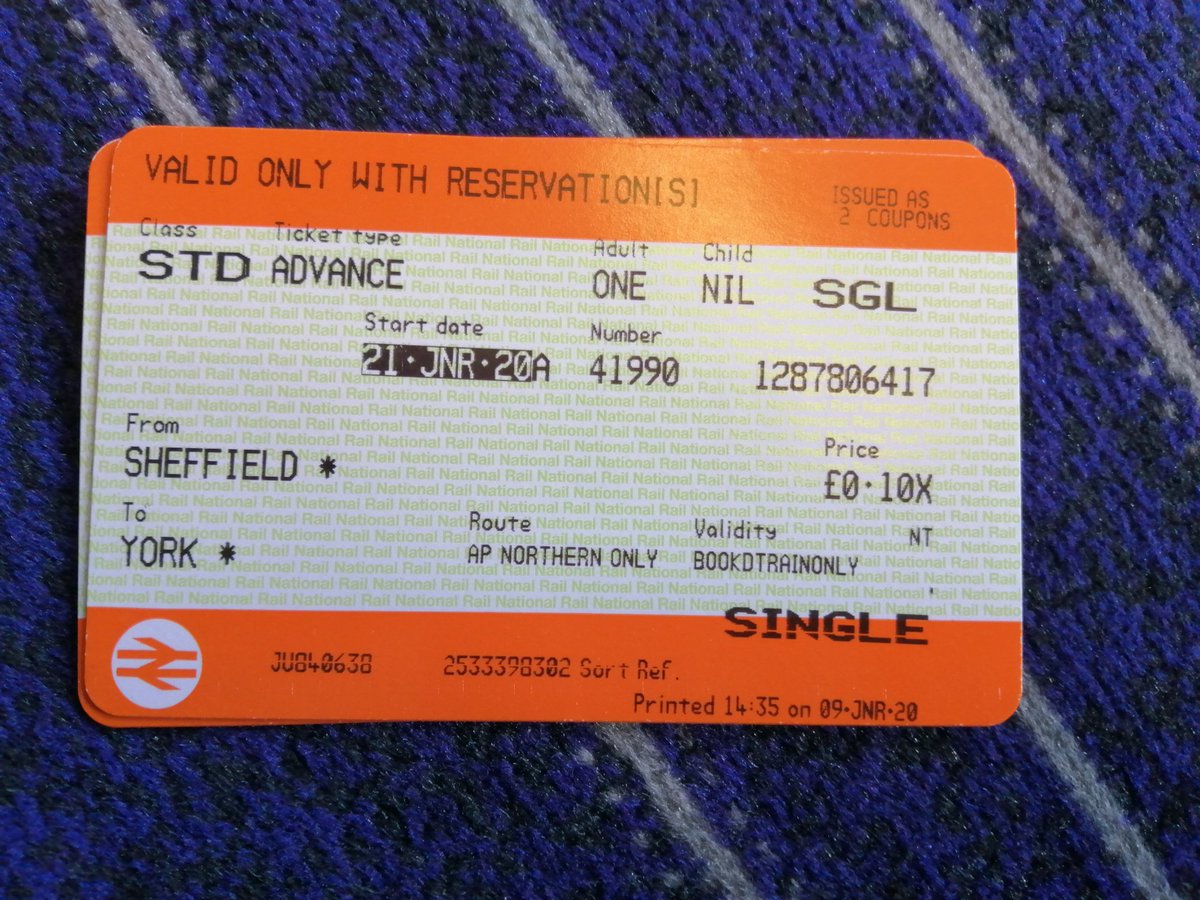 VALID ONLY WITH RESERVATION[S]
ISSUED AS
2 COUPONS
Class Ticket type Adult Child
STD ADVANCE ONE NIL SGL
Start date Number
21·JNR·20A 41990 1287806417
From Price
SHEFFIELD * £0·10X
To Route Validity NT
YORK * AP NORTHERN ONLY BOOKDTRAINONLY
SINGLE
JU840638 2533398302 Sort Ref.
Printed 14:35 on 09·JNR·20